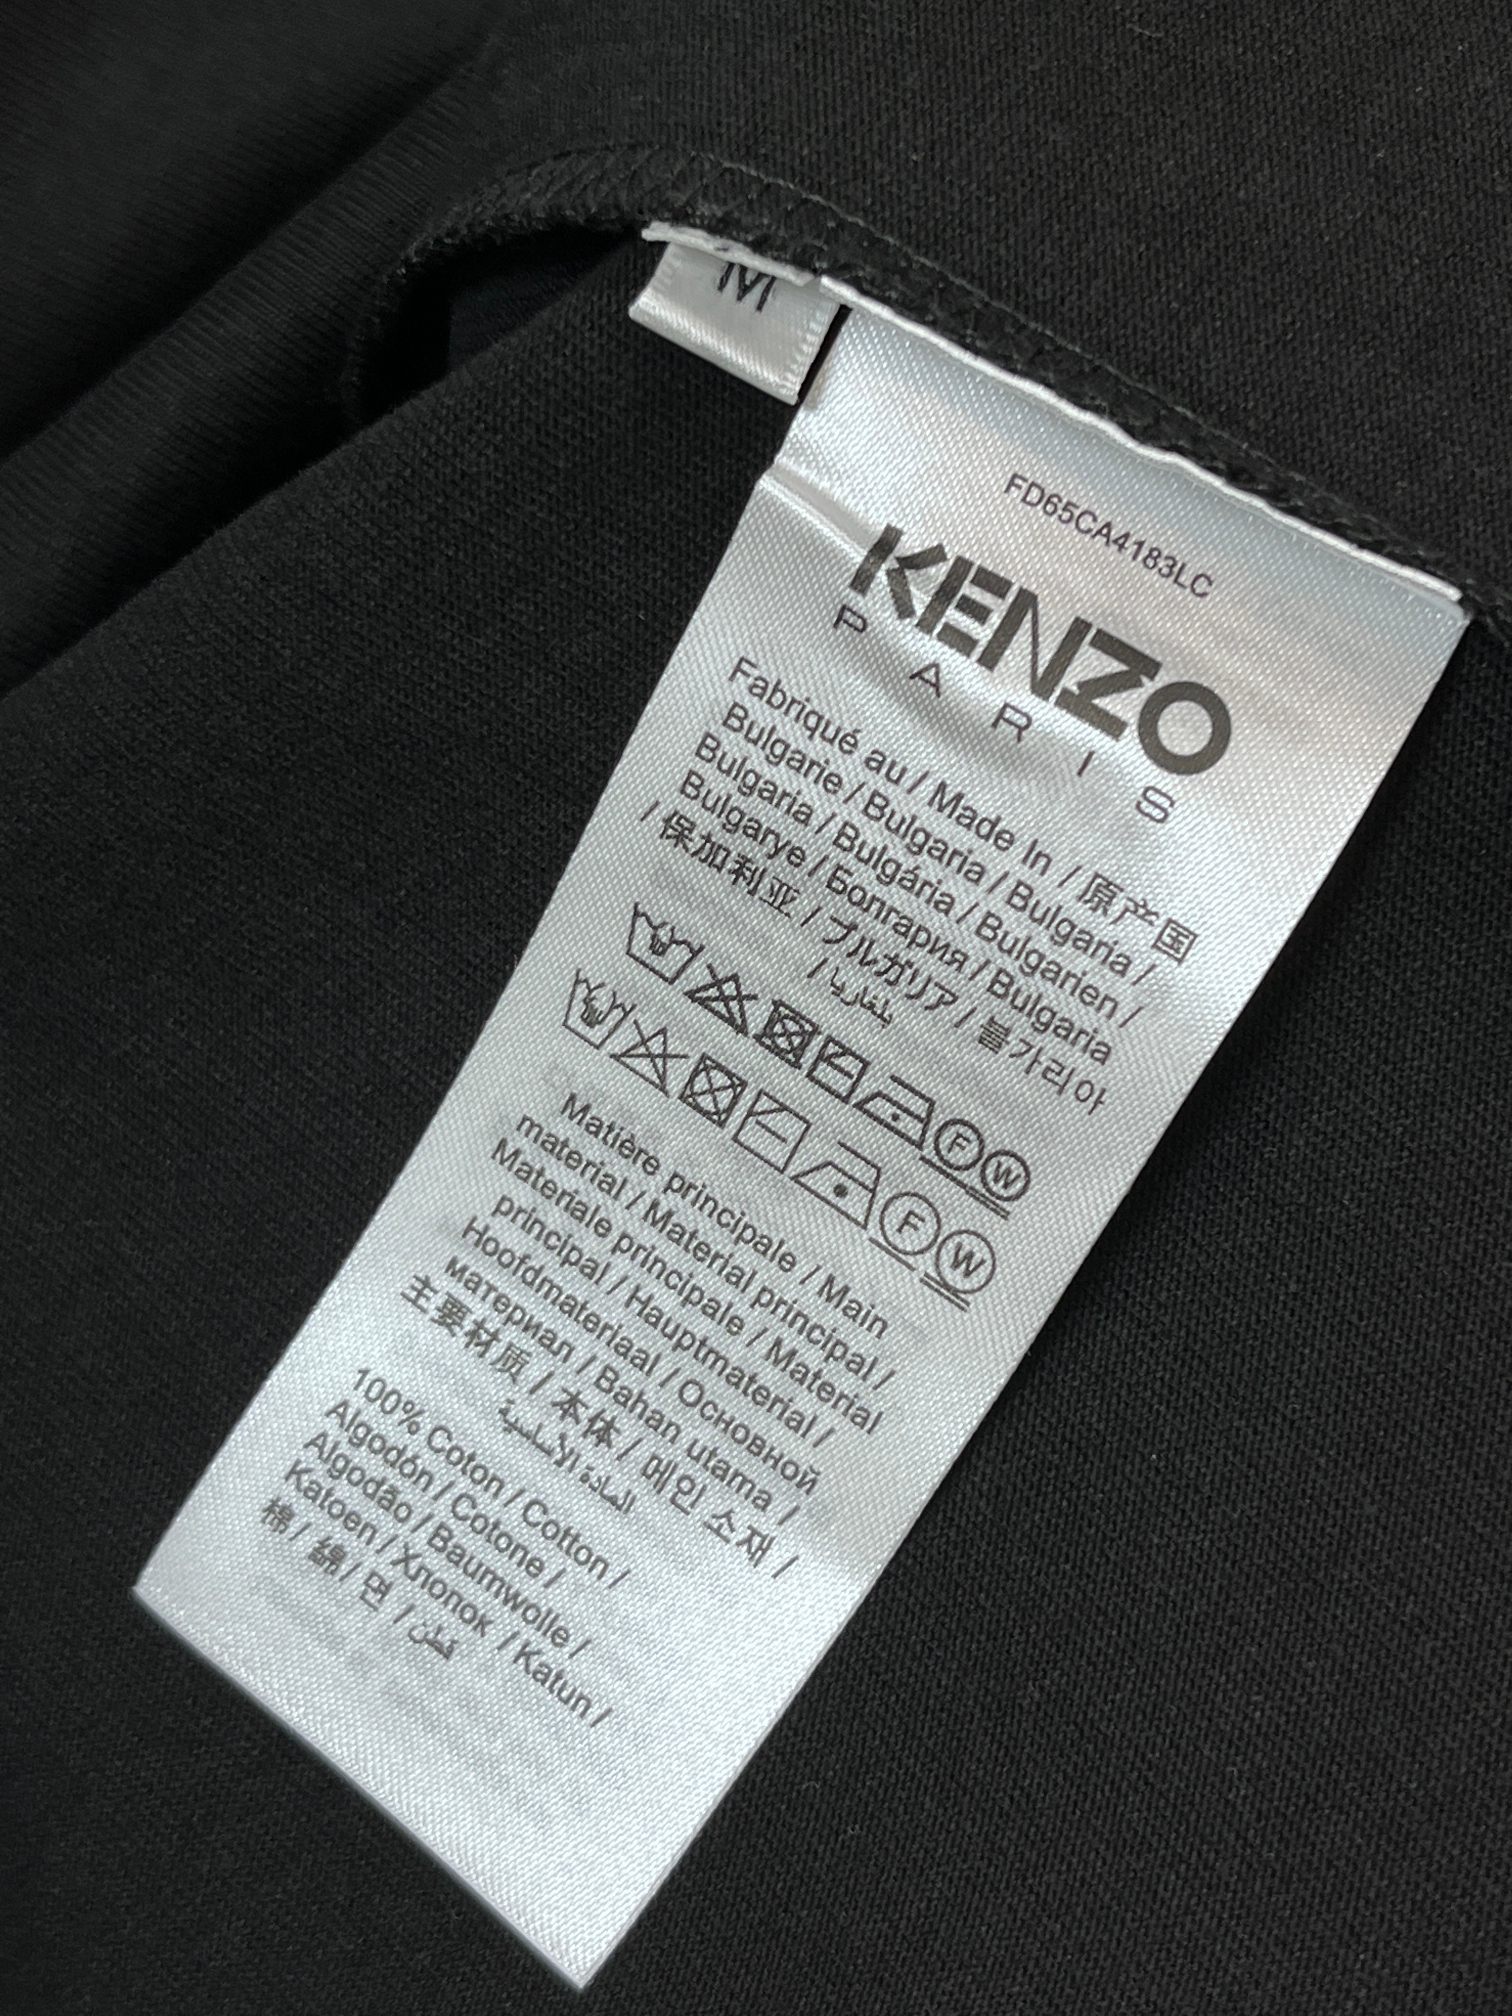 M
FD65CA4183LC
KENZO
PARIS
Fabriqué au / Made In / 原产国
Bulgarie / Bulgaria / Bulgaria /
Bulgaria / Bulgária / Bulgarien /
Bulgarye / Болгария / Bulgaria
/ 保加利亚 / ブルガリア / 불가리아
/ بلغاريا
F W
F W
Matière principale / Main
material / Material principal /
Materiale principale / Material
principal / Hauptmaterial /
Hoofdmateriaal / Основной
материал / Bahan utama /
主要材质 / 本体 / 메인 소재 /
المادة الأساسية
100% Coton / Cotton /
Algodón / Cotone /
Algodão / Baumwolle /
Katoen / Хлопок / Katun /
棉 / 綿 / 면 / قطن